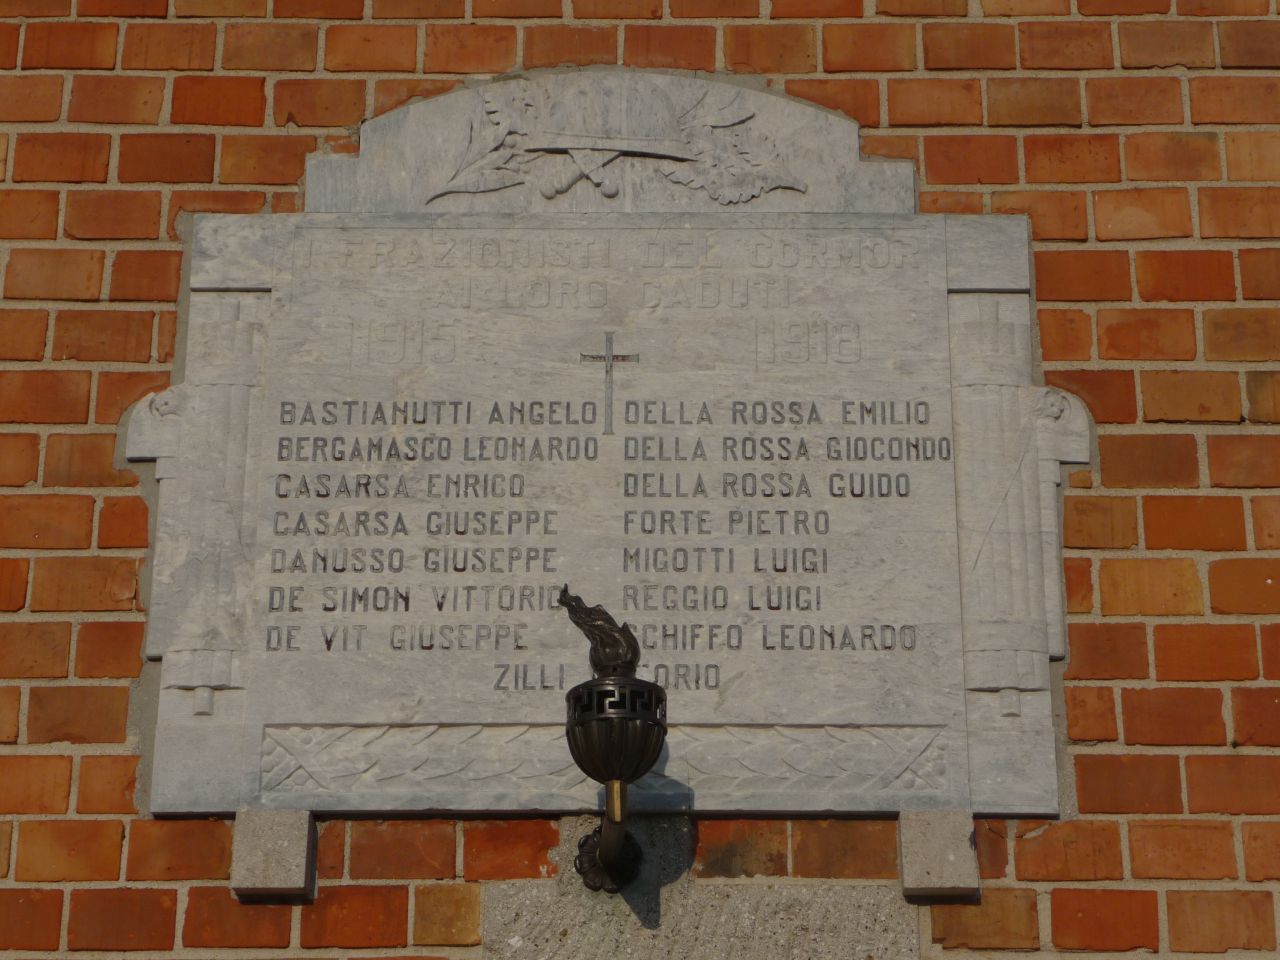 I FRAZIONISTI DEL CORMOR
AI LORO CADUTI
1915 1918
BASTIANUTTI ANGELO DELLA ROSSA EMILIO
BERGAMASCO LEONARDO DELLA ROSSA GIOCONDO
CASARSA ENRICO DELLA ROSSA GUIDO
CASARSA GIUSEPPE FORTE PIETRO
DANUSSO GIUSEPPE MIGOTTI LUIGI
DE SIMON VITTORIO REGGIO LUIGI
DE VIT GIUSEPPE SCHIFFO LEONARDO
ZILLI